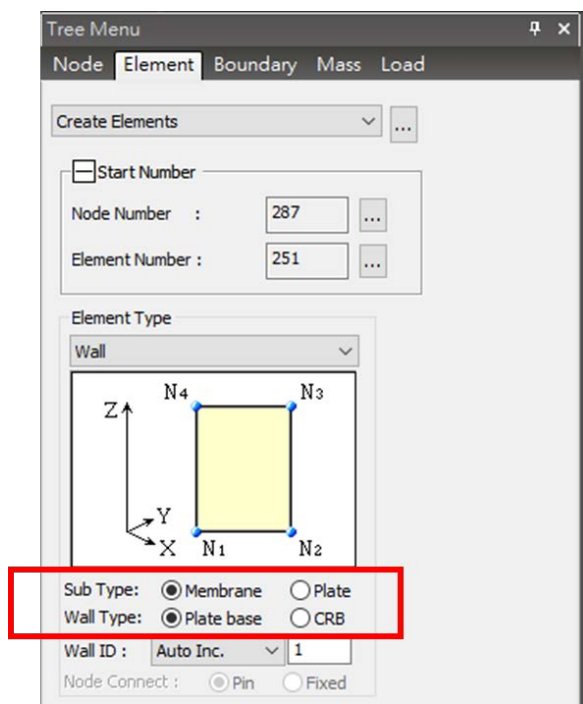 Tree Menu
Node Element Boundary Mass Load
Create Elements ...
Start Number
Node Number : 287 ...
Element Number : 251 ...
Element Type
Wall
N4 N3
Z
Y
X N1 N2
Sub Type: Membrane Plate
Wall Type: Plate base CRB
Wall ID : Auto Inc. 1
Node Connect : Pin Fixed